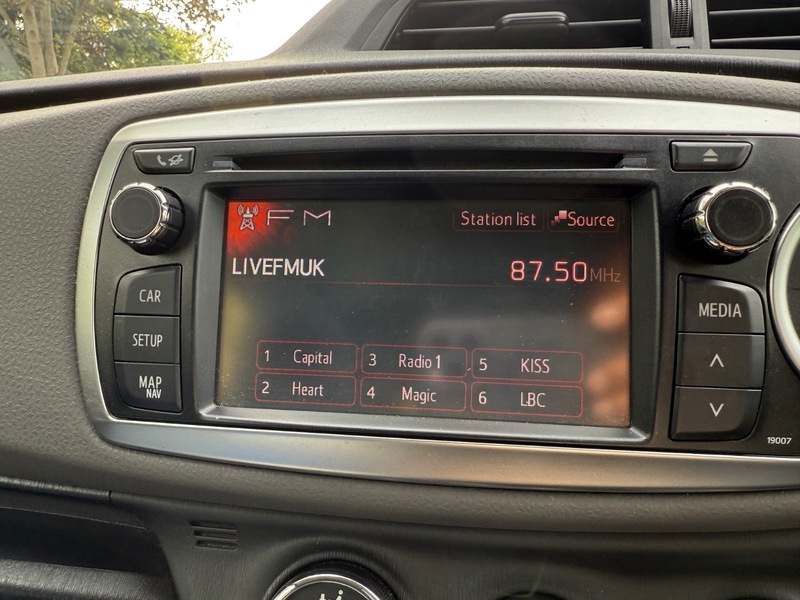 FM
Station list
Source
LIVEFMUK
87.50MHz
CAR
SETUP
MAP
NAV
MEDIA
1 Capital
3 Radio 1
5 KISS
2 Heart
4 Magic
6 LBC
19007